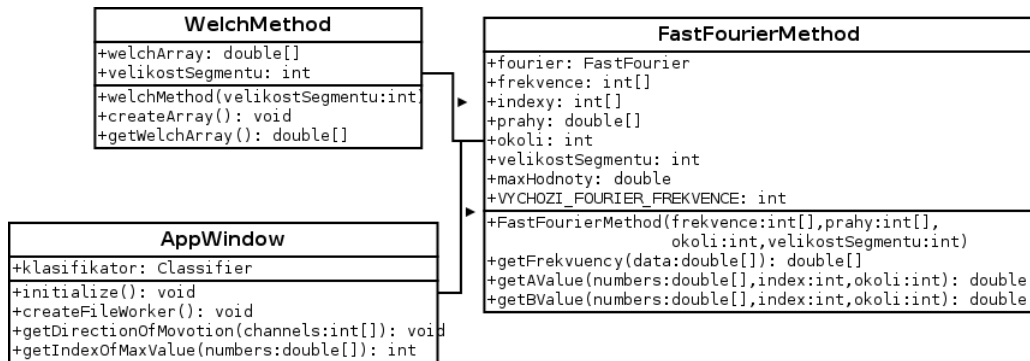 WelchMethod
+welchArray: double[]
+velikostSegmentu: int
+welchMethod(velikostSegmentu:int)
+createArray(): void
+getWelchArray(): double[]
FastFourierMethod
+fourier: FastFourier
+frekvence: int[]
+indexy: int[]
+prahy: double[]
+okoli: int
+velikostSegmentu: int
+maxHodnoty: double
+VYCHOZI_FOURIER_FREKVENCE: int
+FastFourierMethod(frekvence:int[],prahy:int[],
okoli:int,velikostSegmentu:int)
+getFrekvuency(data:double[]): double[]
+getAValue(numbers:double[],index:int,okoli:int): double
+getBValue(numbers:double[],index:int,okoli:int): double
AppWindow
+klasifikator: Classifier
+initialize(): void
+createFileWorker(): void
+getDirectionOfMovotion(channels:int[]): void
+getIndexOfMaxValue(numbers:double[]): int